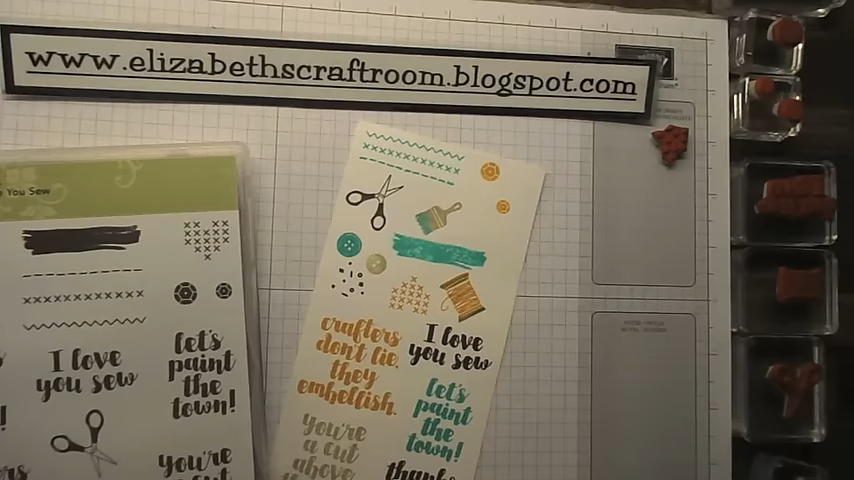 www.elizabethscraftroom.blogspot.com
You Sew
I love
you sew
let's
paint
the
town!
you're
crafters
don't lie,
they
embellish.
I love
you sew
let's
paint
the
town!
you're
a cut
above
thanks